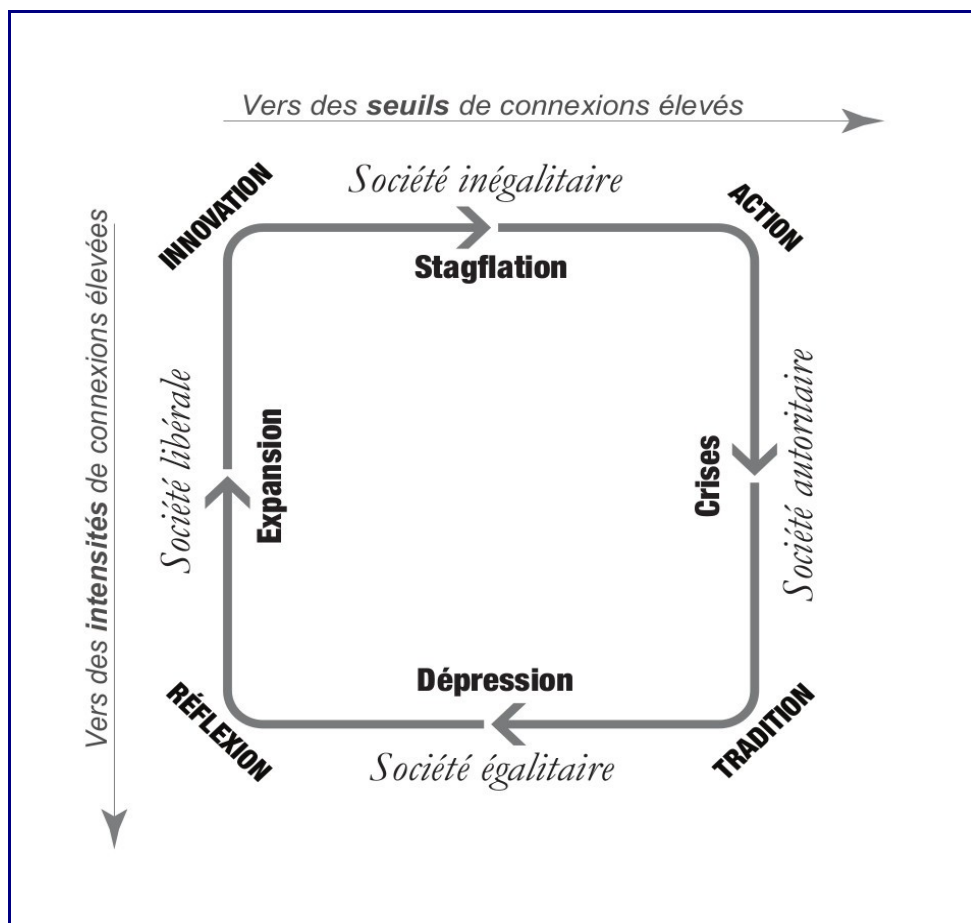 Vers des seuils de connexions élevés
Société inégalitaire
INNOVATION
ACTION
Stagflation
Vers des intensités de connexions élevées
Société libérale
Expansion
Crises
Société autoritaire
Dépression
RÉFLEXION
TRADITION
Société égalitaire